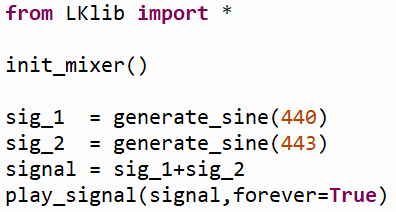 from LKlib import *
init_mixer()
sig_1  = generate_sine(440)
sig_2  = generate_sine(443)
signal = sig_1+sig_2
play_signal(signal,forever=True)